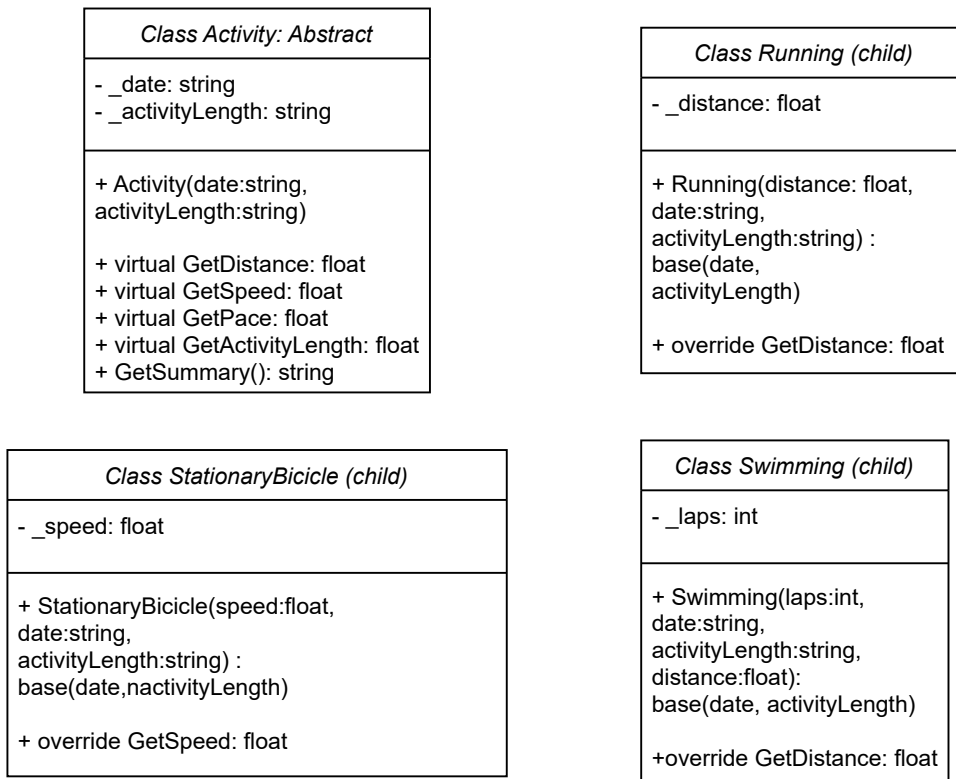 Class Activity: Abstract
- _date: string
- _activityLength: string
+ Activity(date:string,
activityLength:string)
+ virtual GetDistance: float
+ virtual GetSpeed: float
+ virtual GetPace: float
+ virtual GetActivityLength: float
+ GetSummary(): string
Class Running (child)
- _distance: float
+ Running(distance: float,
date:string,
activityLength:string) :
base(date,
activityLength)
+ override GetDistance: float
Class StationaryBicicle (child)
- _speed: float
+ StationaryBicicle(speed:float,
date:string,
activityLength:string) :
base(date,nactivityLength)
+ override GetSpeed: float
Class Swimming (child)
- _laps: int
+ Swimming(laps:int,
date:string,
activityLength:string,
distance:float):
base(date, activityLength)
+override GetDistance: float